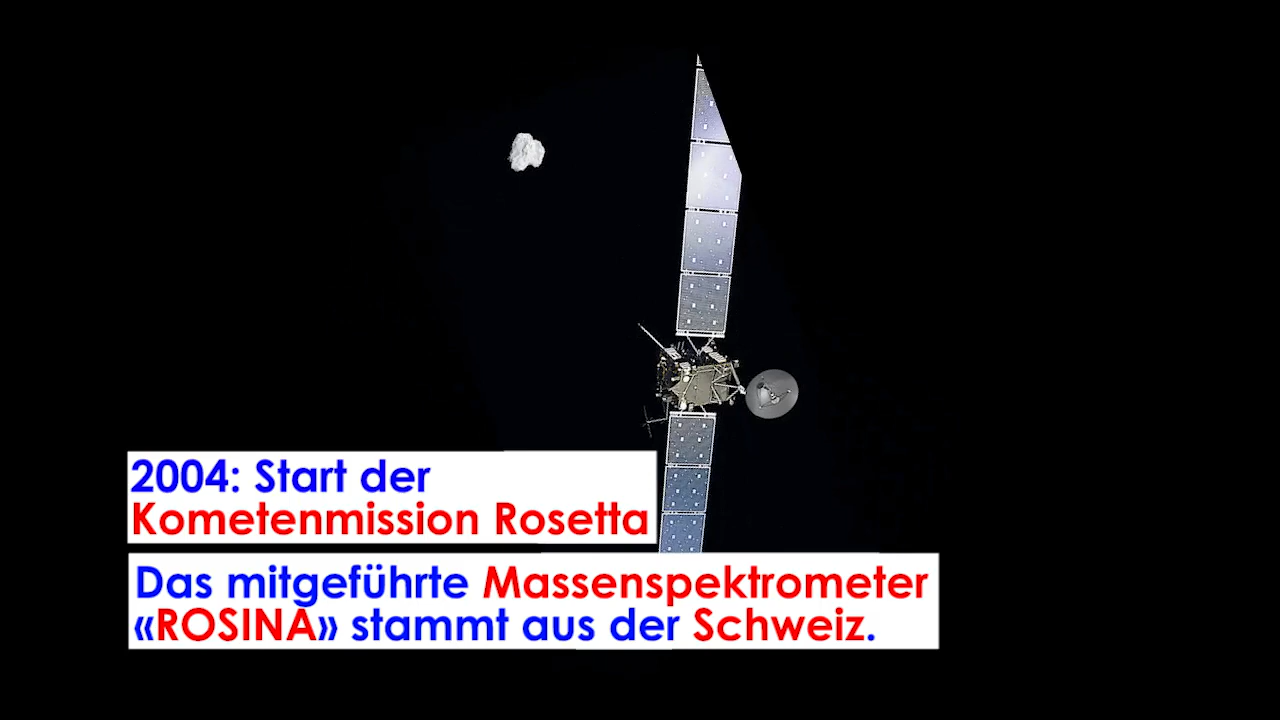 2004: Start der
Kometenmission Rosetta
Das mitgeführte Massenspektrometer
«ROSINA» stammt aus der Schweiz.